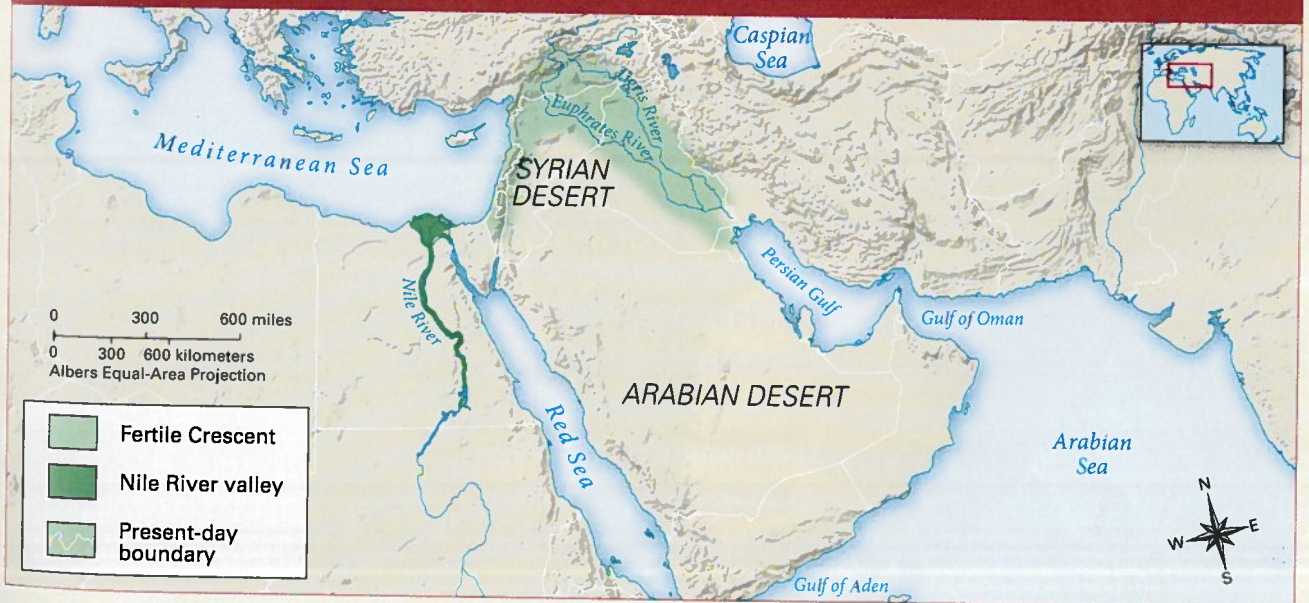 Caspian
Sea
Tigris River
Euphrates River
Mediterranean Sea
SYRIAN
DESERT
Persian Gulf
Nile River
0 300 600 miles
0 300 600 kilometers
Albers Equal-Area Projection
Gulf of Oman
ARABIAN DESERT
Red Sea
Arabian
Sea
Fertile Crescent
Nile River valley
Present-day
boundary
N
W E
S
Gulf of Aden